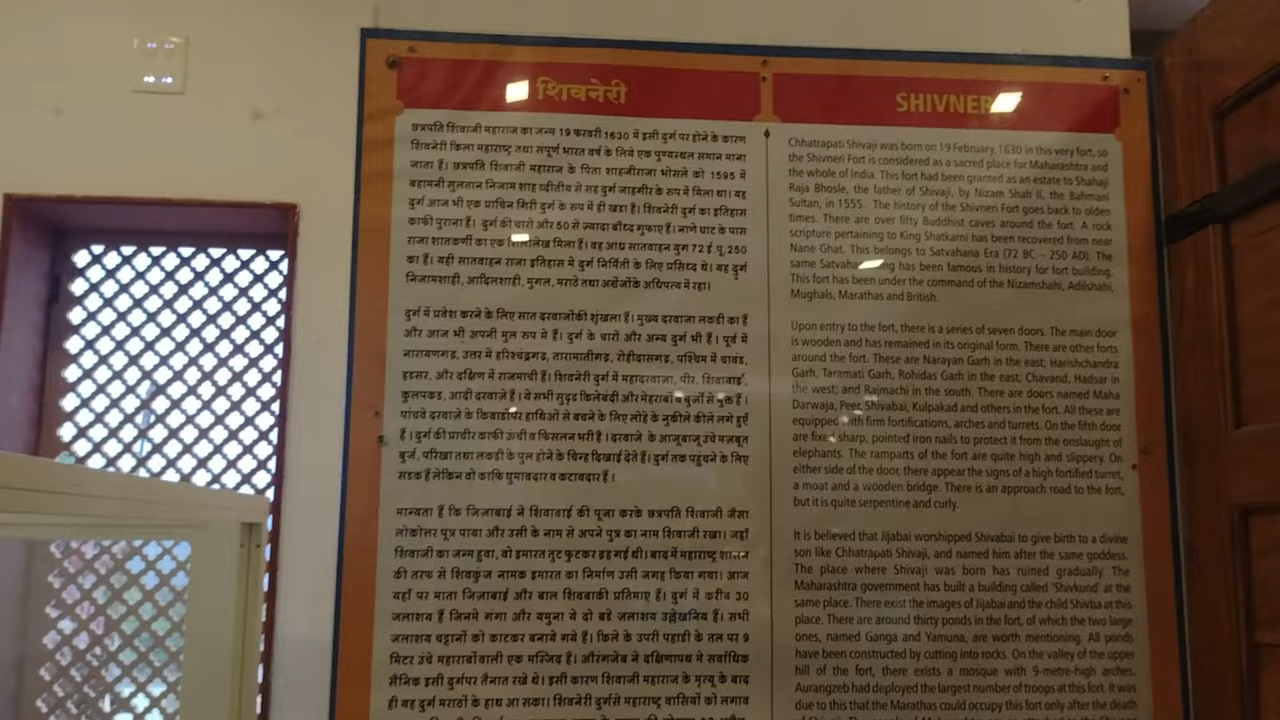 शिवनेरी
छत्रपति शिवाजी महाराज का जन्म 19 फरवरी 1630 में इसी दुर्ग पर होने के कारण
शिवनेरी किला महाराष्ट्र तथा संपूर्ण भारत वर्ष के लिये एक पुण्यस्थल समान माना
जाता हैं। छत्रपति शिवाजी महाराज के पिता शाहजीराजा भोसले को 1595 में
बहामनी सुलतान निजाम शाह व्दीतीय से सह दुर्ग जाहगीर के रुप में मिला था। यह
दुर्ग आज भी एक प्राचिन गिरी दुर्ग के रुप में ही खडा है। शिवनेरी दुर्ग का इतिहास
काफी पुराना हैं। दुर्ग की चारो और 50 से ज्यादा बौध्द गुफाए हैं। नाणे घाट के पास
राजा शातकर्णी का एक शिलालेख मिला हैं। वह आंध्र सातवाहन युग 72 ई.पू. 250
का हैं। यही सातवाहन राजा इतिहास मे दुर्ग निर्मिती के लिए प्रसिध्द थे। यह दुर्ग
निजामशाही, आदिलशाही, मुगल, मराठे तथा अंग्रेजोंके अधिपत्य में रहा।
दुर्ग में प्रवेश करने के लिए सात दरवाजोंकी शृंखला हैं। मुख्य दरवाजा लकडी का हैं
और आज भी अपनी मुल रुप मे हैं। दुर्ग के चारों और अन्य दुर्ग भी हैं। पूर्व में
नारायणगढ़, उत्तर में हरिश्चंद्रगढ, तारामातीगढ़, रोहीदासगढ, पश्चिम में चावंड,
हडसर, और दक्षिण में राजमाची हैं। शिवनेरी दुर्ग में महादरवाजा, पीर, शिवाबाई,
कुलपकड, आदी दरवाजे हैं। ये सभी सुदृढ किलेबंदी और मेहराबों व बुर्जो से युक्त हैं।
पांचवे दरवाजे के किवाडोंपर हाथिओं से बचने के लिए लोहे के नुकीले कीले लगे हुएँ
हैं। दुर्ग की प्राचीर काफी ऊंची व फिसलन भरी है। दरवाजे के आजूबाजू उंचे मज़बूत
बुर्ज, परिखा तथा लकडी के पुल होने के चिन्ह दिखाई देते हैं। दुर्ग तक पहुंचने के लिए
सडक हैं लेकिन वो काफि घुमावदार व कटावदार हैं।
मान्यता हैं कि जिजाबाई ने शिवाबाई की पूजा करके छत्रपति शिवाजी जैसा
लोकोत्तर पूत्र पाया और उसी के नाम से अपने पुत्र का नाम शिवाजी रखा। जहाँ
शिवाजी का जन्म हुवा, वो इमारत तुट फुटकर ढह गई थी। बाद में महाराष्ट्र शासन
की तरफ से शिवकुंज नामक इमारत का निर्माण उसी जगह किया गया। आज
यहाँ पर माता जिजाबाई और बाल शिवबाकी प्रतिमाए हैं। दुर्ग में करीब 30
जलाशय हैं जिनमे गंगा और यमुना ये दो बडे जलाशय उल्लेखनिय हैं। सभी
जलाशय चट्टानों को काटकर बनाये गये हैं। किले के उपरी पहाडी के तल पर 9
मिटर उंचे महाराबोंवाली एक मस्जिद है। औरंगजेब ने दक्षिणापथ मे सर्वाधिक
सैनिक इसी दुर्गपर तैनात रखे थे। इसी कारण शिवाजी महाराज के मृत्यू के बाद
ही यह दुर्ग मराठों के हाथ आ सका। शिवनेरी दुर्गसे महाराष्ट्र वासियों को लगाव
SHIVNER
Chhatrapati Shivaji was born on 19 February, 1630 in this very fort, so
the Shivneri Fort is considered as a sacred place for Maharashtra and
the whole of India. This fort had been granted as an estate to Shahaji
Raja Bhosle, the father of Shivaji, by Nizam Shah II, the Bahmani
Sultan, in 1555. The history of the Shivneri Fort goes back to olden
times. There are over fifty Buddhist caves around the fort. A rock
scripture pertaining to King Shatkarni has been recovered from near
Nane Ghat. This belongs to Satvahana Era (72 BC - 250 AD). The
same has been famous in history for fort building.
This fort has been under the command of the Nizamshahi, Adilshahi,
Mughals, Marathas and British.
Upon entry to the fort, there is a series of seven doors. The main door
is wooden and has remained in its original form. There are other forts
around the fort. These are Narayan Garh in the east; Harishchandra
Garh, Taramati Garh, Rohidas Garh in the east; Chavand, Hadsar in
the west; and Rajmachi in the south. There are doors named Maha
Darwaja, Peer, Shivabai, Kulpakad and others in the fort. All these are
equipped with firm fortifications, arches and turrets. On the fifth door
are fixed sharp, pointed iron nails to protect it from the onslaught of
elephants. The ramparts of the fort are quite high and slippery. On
either side of the door, there appear the signs of a high fortified turret,
a moat and a wooden bridge. There is an approach road to the fort,
but it is quite serpentine and curly.
It is believed that Jijabai worshipped Shivabai to give birth to a divine
son like Chhatrapati Shivaji, and named him after the same goddess.
The place where Shivaji was born has ruined gradually. The
Maharashtra government has built a building called 'Shivkund' at the
same place. There exist the images of Jijabai and the child Shivba at this
place. There are around thirty ponds in the fort, of which the two large
ones, named Ganga and Yamuna, are worth mentioning. All ponds
have been constructed by cutting into rocks. On the valley of the upper
hill of the fort, there exists a mosque with 9-metre-high arches.
Aurangzeb had deployed the largest number of troops at this fort. It was
due to this that the Marathas could occupy this fort only after the death